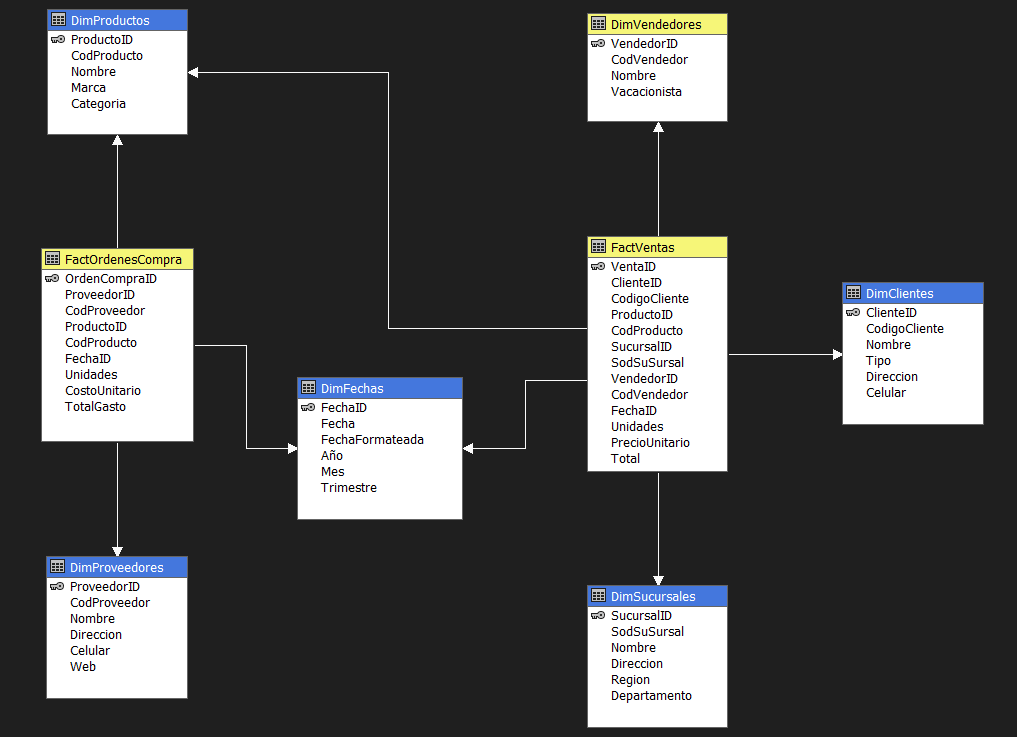 DimProductos
ProductoID
CodProducto
Nombre
Marca
Categoria
DimVendedores
VendedorID
CodVendedor
Nombre
Vacacionista
FactOrdenesCompra
OrdenCompraID
ProveedorID
CodProveedor
ProductoID
CodProducto
FechaID
Unidades
CostoUnitario
TotalGasto
FactVentas
VentaID
ClienteID
CodigoCliente
ProductoID
CodProducto
SucursalID
SodSuSursal
VendedorID
CodVendedor
FechaID
Unidades
PrecioUnitario
Total
DimClientes
ClienteID
CodigoCliente
Nombre
Tipo
Direccion
Celular
DimFechas
FechaID
Fecha
FechaFormateada
Año
Mes
Trimestre
DimProveedores
ProveedorID
CodProveedor
Nombre
Direccion
Celular
Web
DimSucursales
SucursalID
SodSuSursal
Nombre
Direccion
Region
Departamento